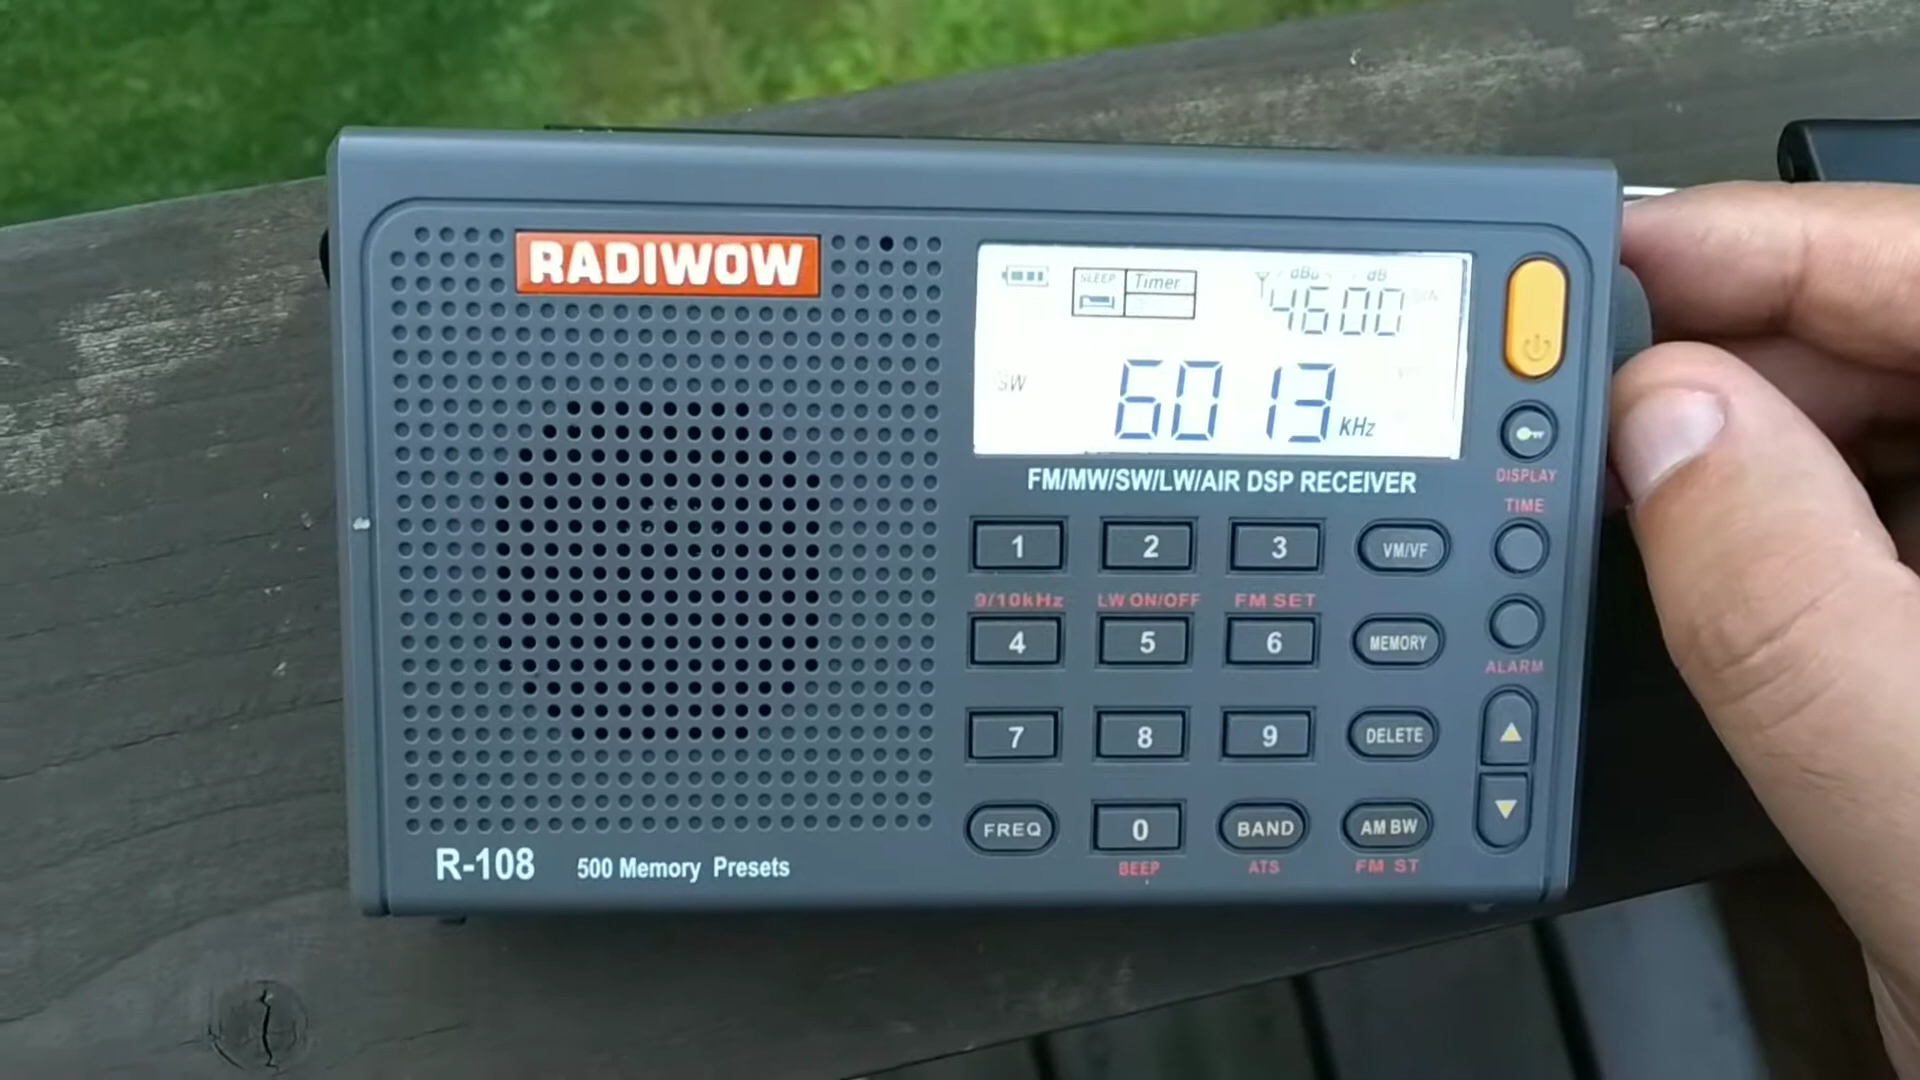 RADIWOW
SLEEP Timer
dBu dB
4600
SW
6013 kHz
FM/MW/SW/LW/AIR DSP RECEIVER
DISPLAY
TIME
1 2 3 VM/VF
9/10kHz LW ON/OFF FM SET
4 5 6 MEMORY
ALARM
7 8 9 DELETE
FREQ 0 BAND AM BW
BEEP ATS FM ST
R-108 500 Memory Presets